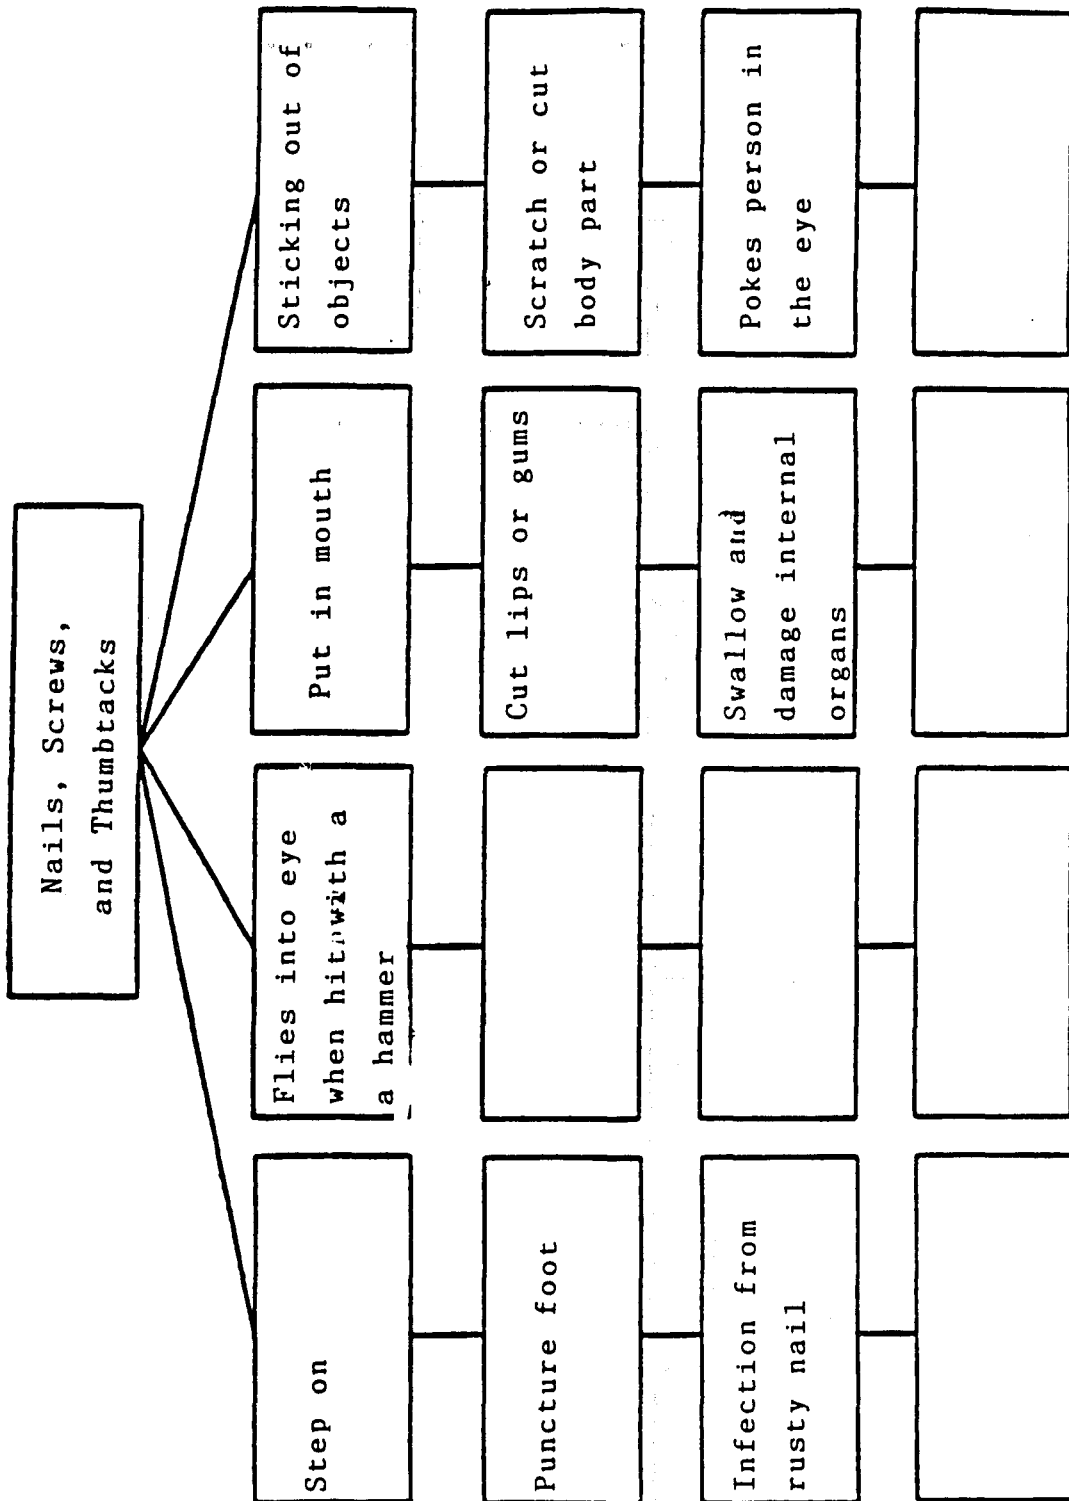 Nails, Screws,
and Thumbtacks
Step on
Puncture foot
Infection from
rusty nail
Flies into eye
when hit with a
a hammer
Put in mouth
Cut lips or gums
Swallow and
damage internal
organs
Sticking out of
objects
Scratch or cut
body part
Pokes person in
the eye